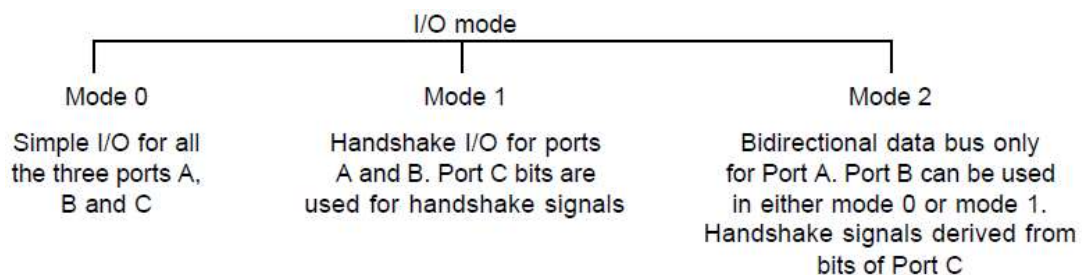 I/O mode
Mode 0
Simple I/O for all
the three ports A,
B and C
Mode 1
Handshake I/O for ports
A and B. Port C bits are
used for handshake signals
Mode 2
Bidirectional data bus only
for Port A. Port B can be used
in either mode 0 or mode 1.
Handshake signals derived from
bits of Port C